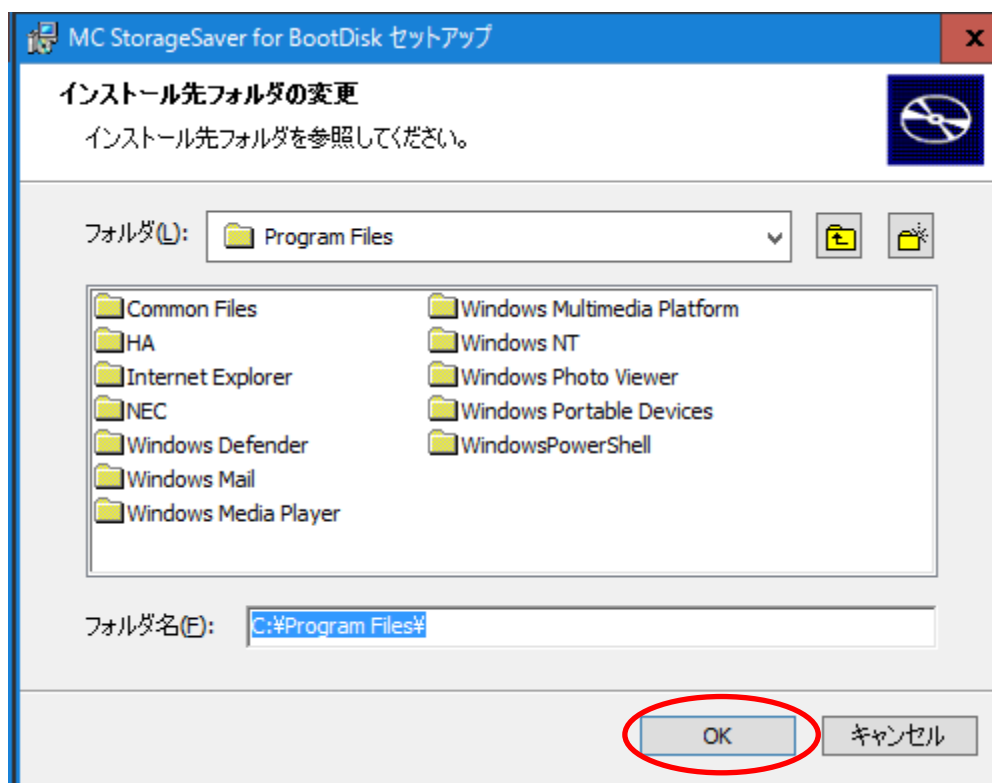 MC StorageSaver for BootDisk セットアップ
インストール先フォルダの変更
インストール先フォルダを参照してください。
フォルダ(L): Program Files
Common Files
HA
Internet Explorer
NEC
Windows Defender
Windows Mail
Windows Media Player
Windows Multimedia Platform
Windows NT
Windows Photo Viewer
Windows Portable Devices
WindowsPowerShell
フォルダ名(F): C:¥Program Files¥
OK キャンセル